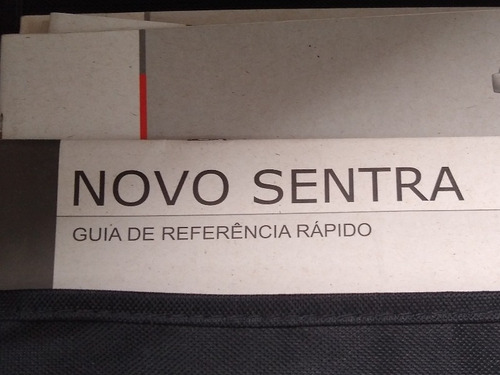 NOVO SENTRA
GUIA DE REFERÊNCIA RÁPIDO